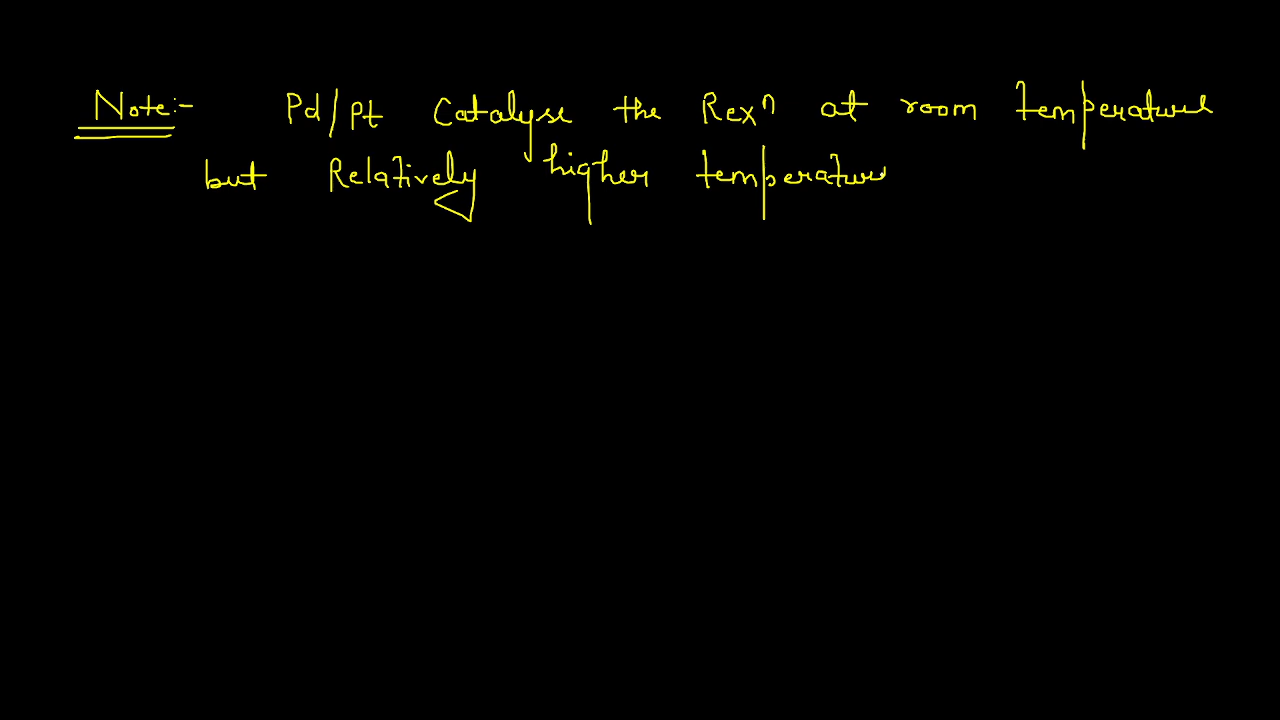 Note:- Pd/Pt Catalyse the Rexⁿ at room temperature
but Relatively higher temperature